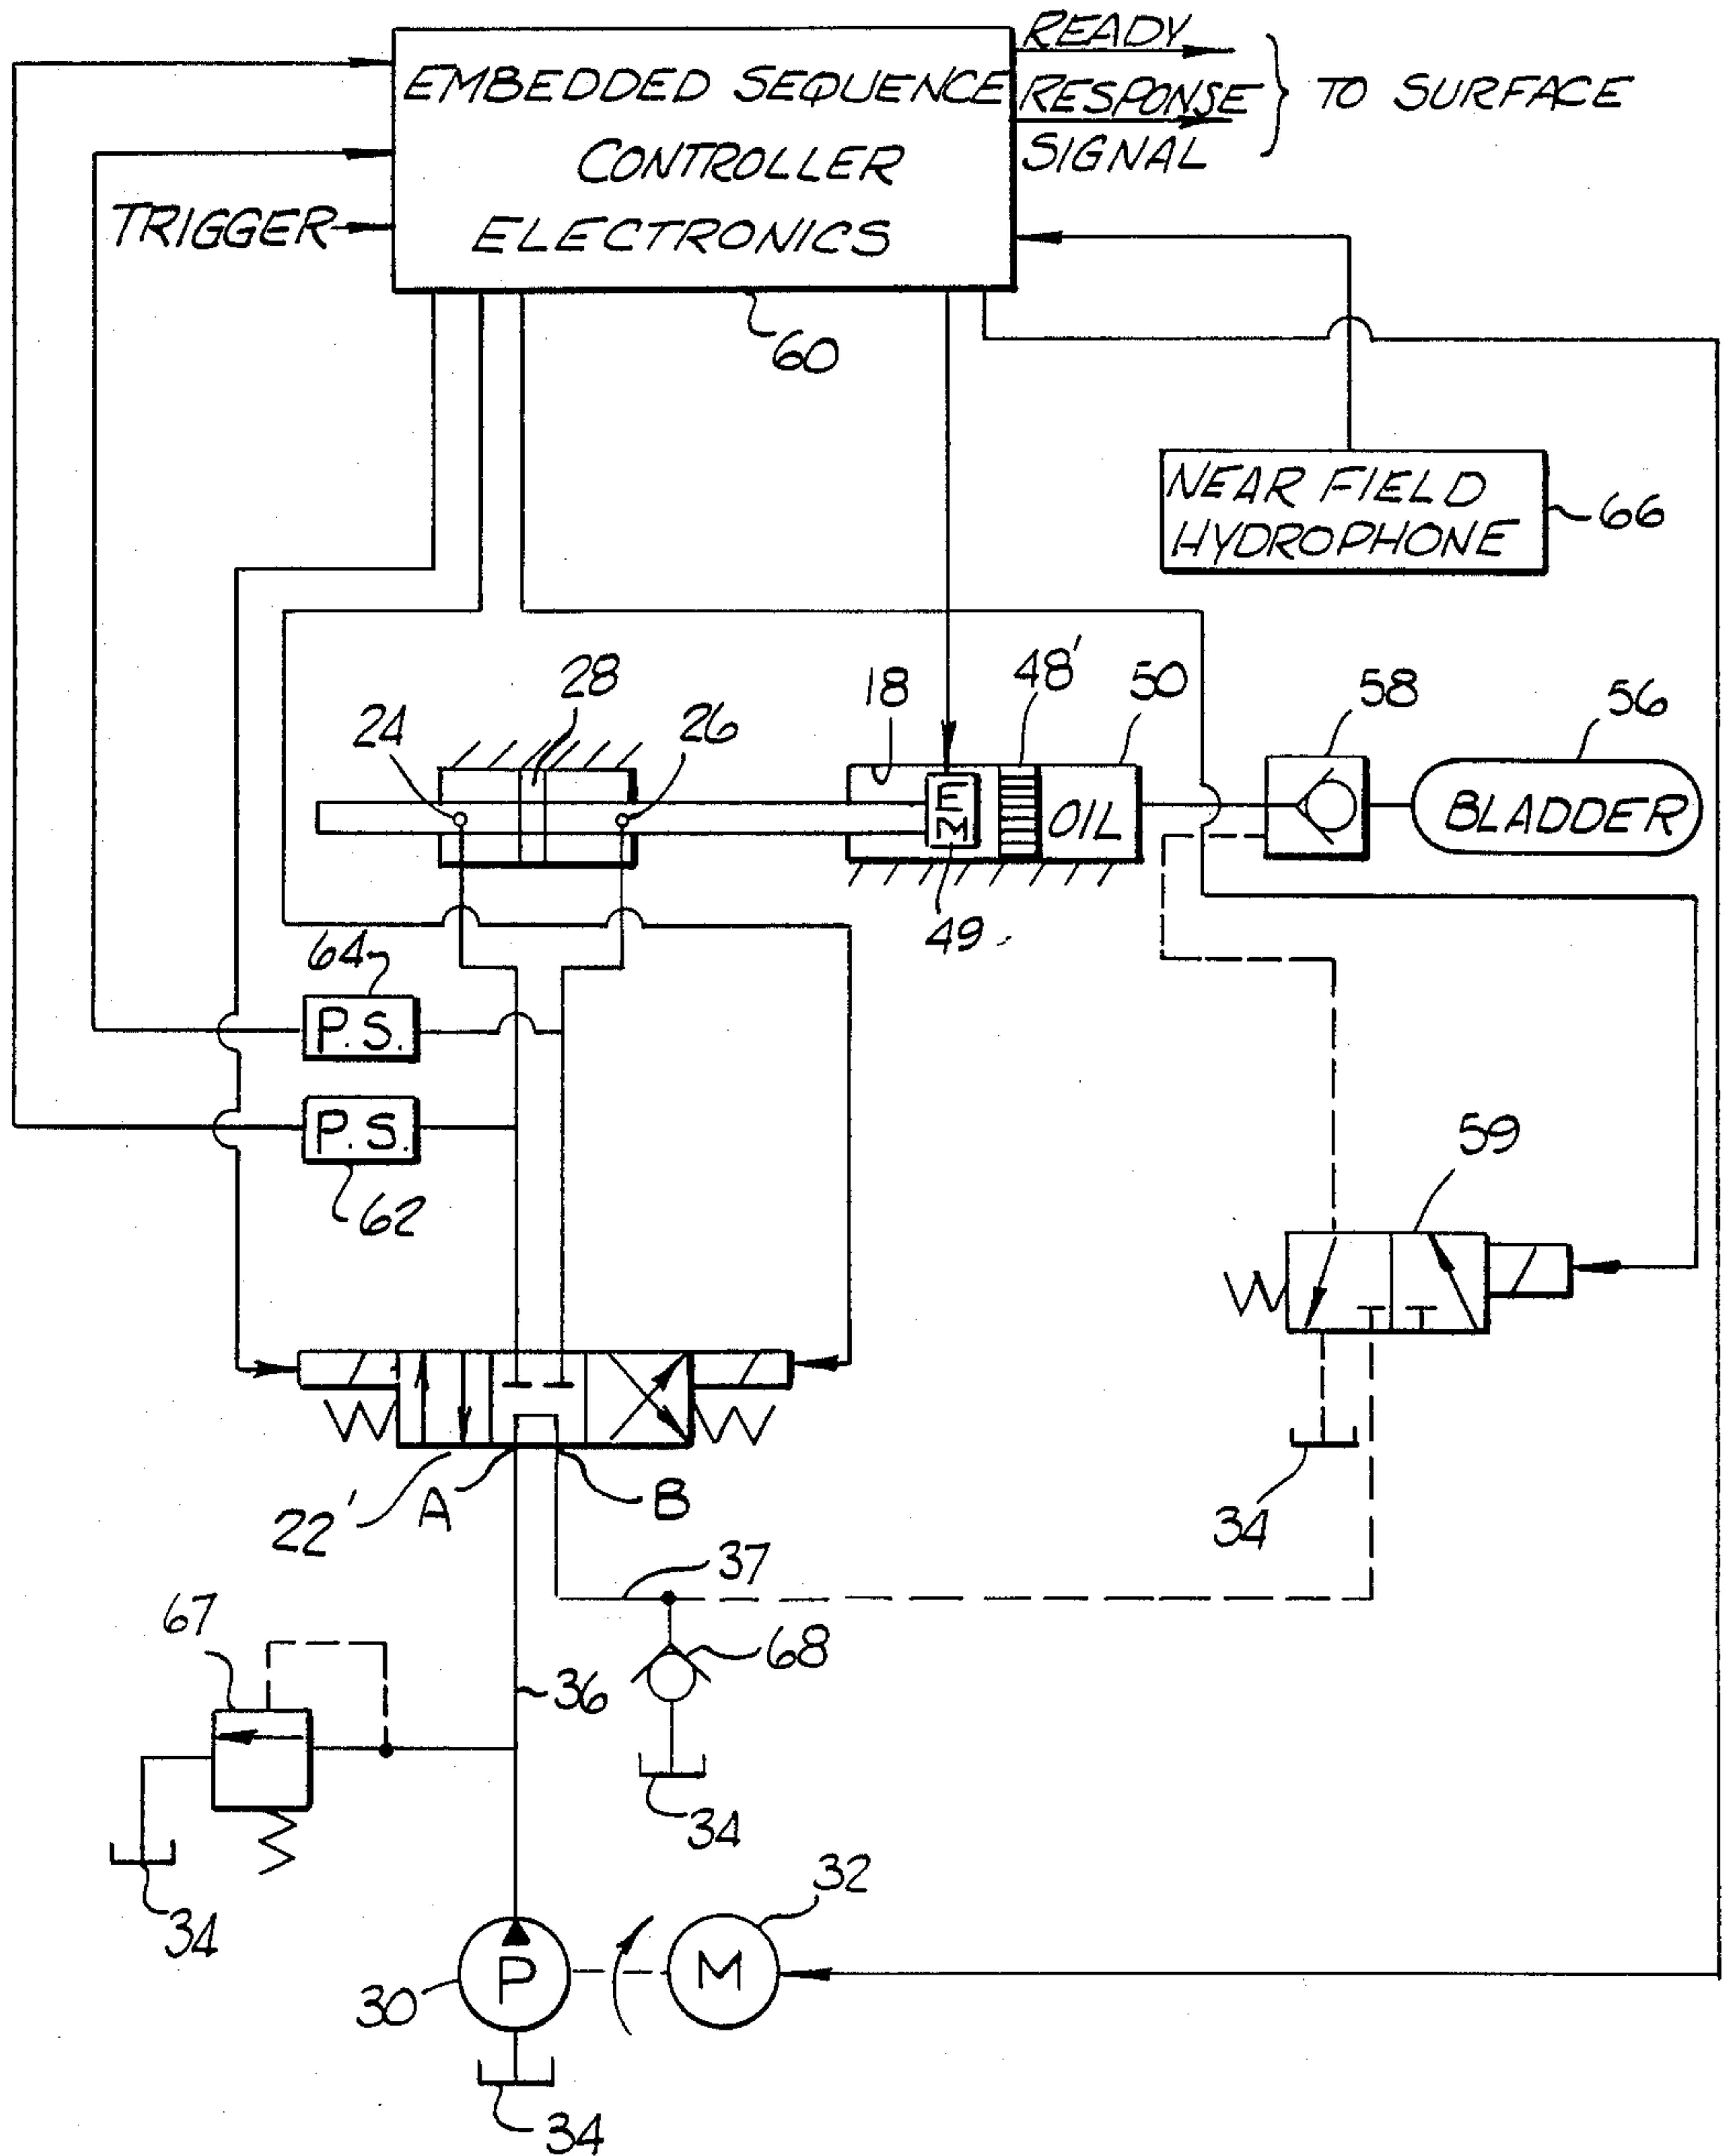 READY
EMBEDDED SEQUENCE
CONTROLLER
ELECTRONICS
RESPONSE
SIGNAL
} TO SURFACE
TRIGGER
60
NEAR FIELD
HYDROPHONE
66
24
28
26
18
48'
50
58
56
E
M
OIL
BLADDER
49
64
P.S.
P.S.
62
59
22'
A
B
34
37
67
68
36
34
34
32
P
M
30
34